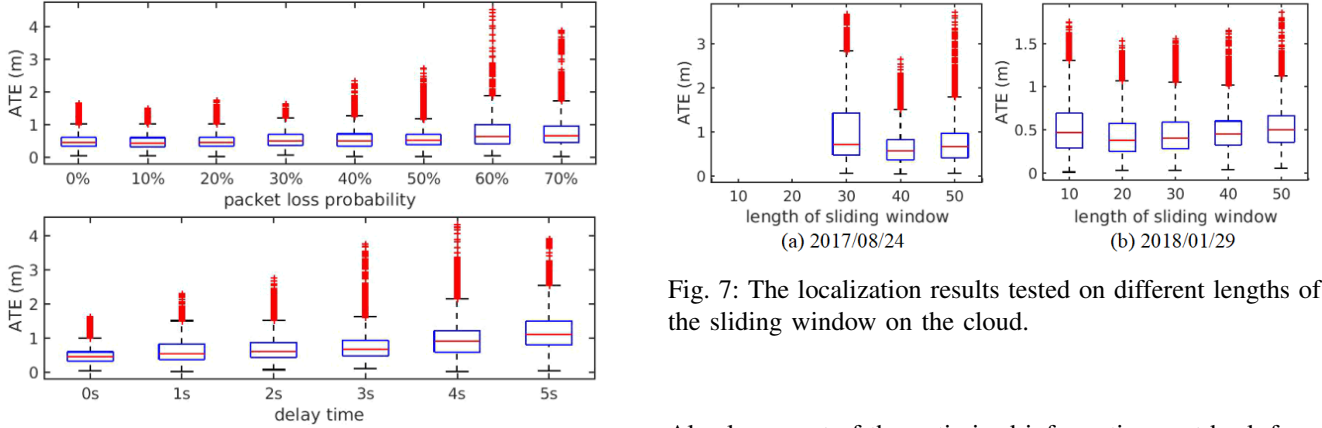 ATE (m)
4
3
2
1
0
0% 10% 20% 30% 40% 50% 60% 70%
packet loss probability
ATE (m)
4
3
2
1
0
0s 1s 2s 3s 4s 5s
delay time
ATE (m)
3
2
1
0
10 20 30 40 50
length of sliding window
(a) 2017/08/24
ATE (m)
1.5
1
0.5
0
10 20 30 40 50
length of sliding window
(b) 2018/01/29
Fig. 7: The localization results tested on different lengths of
the sliding window on the cloud.